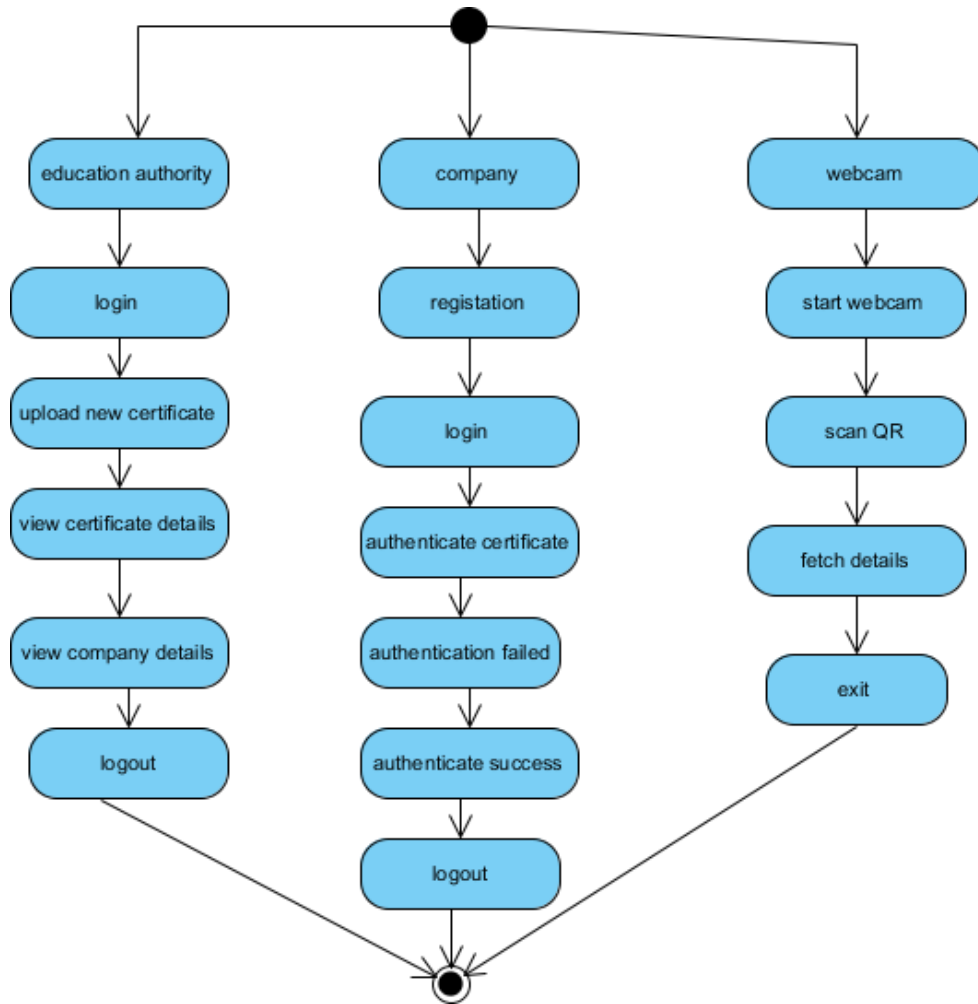 education authority
login
upload new certificate
view certificate details
view company details
logout
company
registation
login
authenticate certificate
authentication failed
authenticate success
logout
webcam
start webcam
scan QR
fetch details
exit